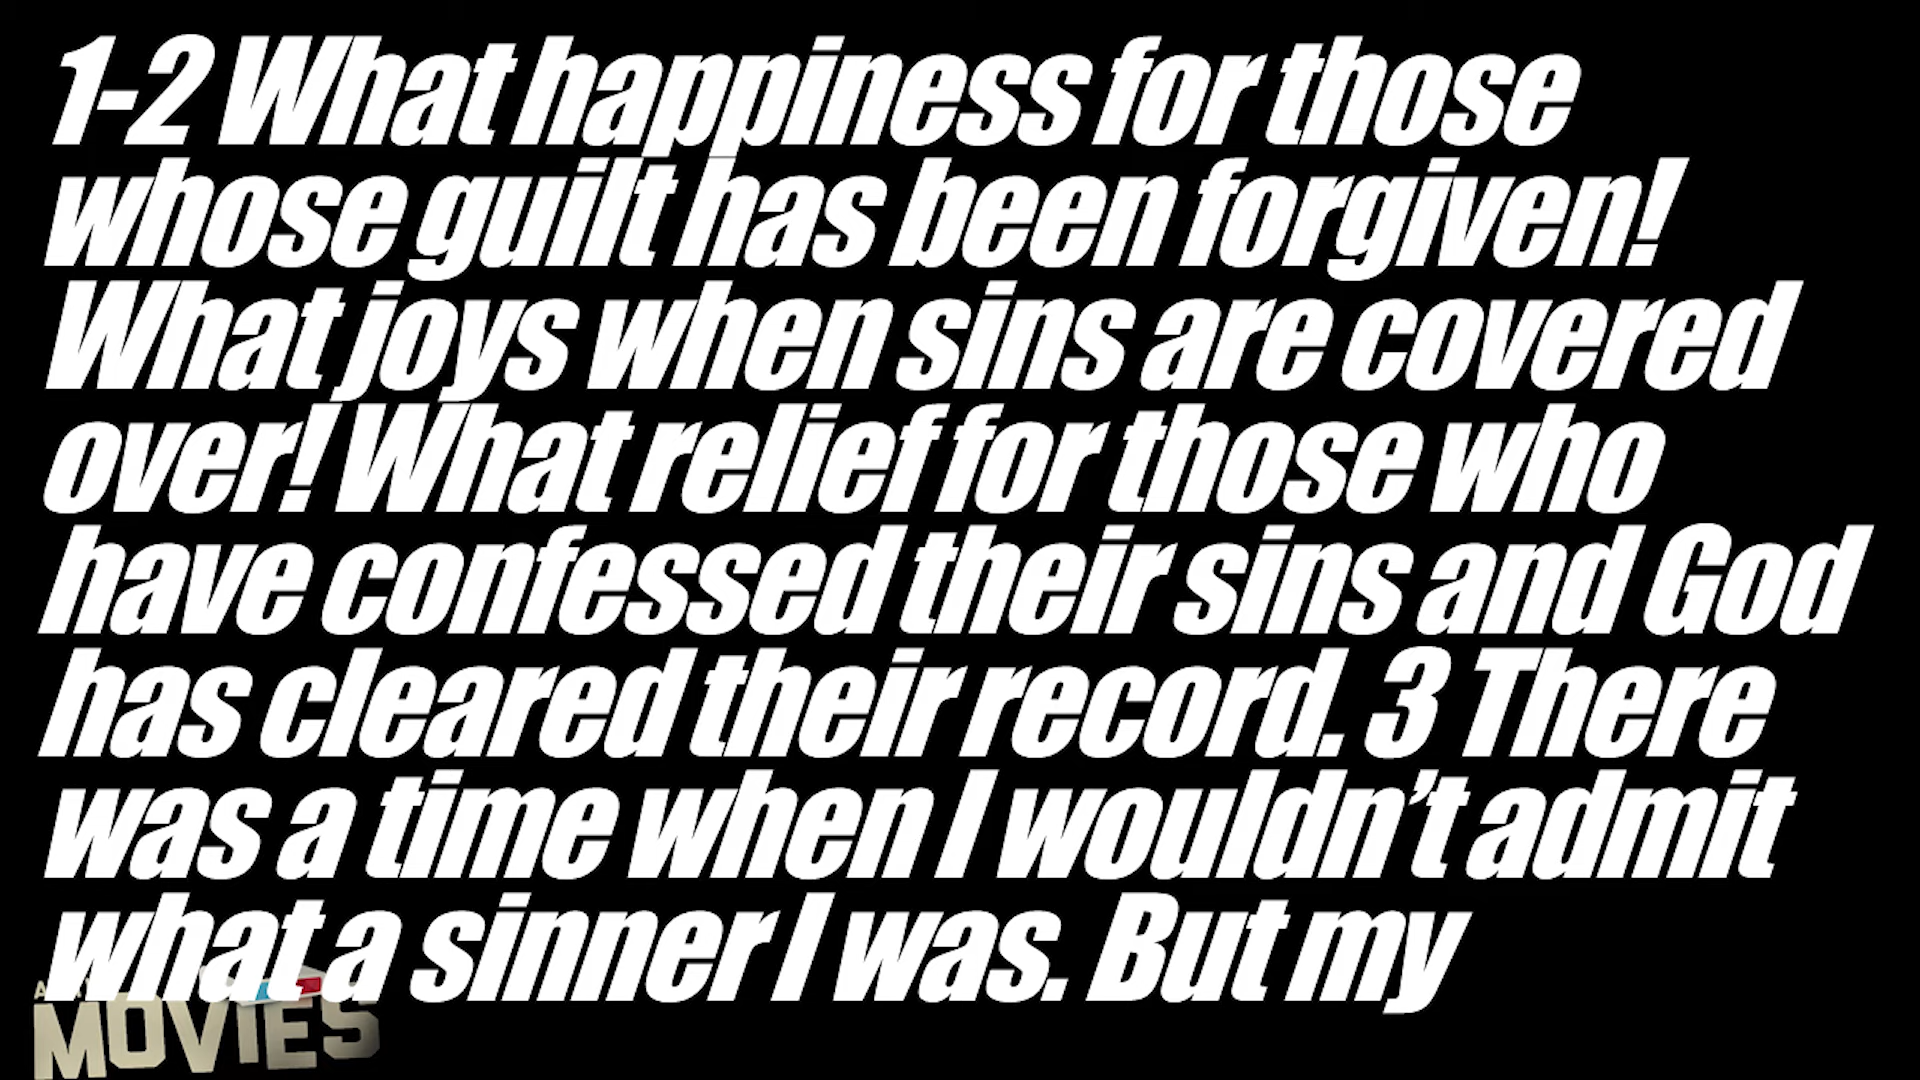 1-2 What happiness for those
whose guilt has been forgiven!
What joys when sins are covered
over! What relief for those who
have confessed their sins and God
has cleared their record. 3 There
was a time when I wouldn’t admit
what a sinner I was. But my
MOVIES